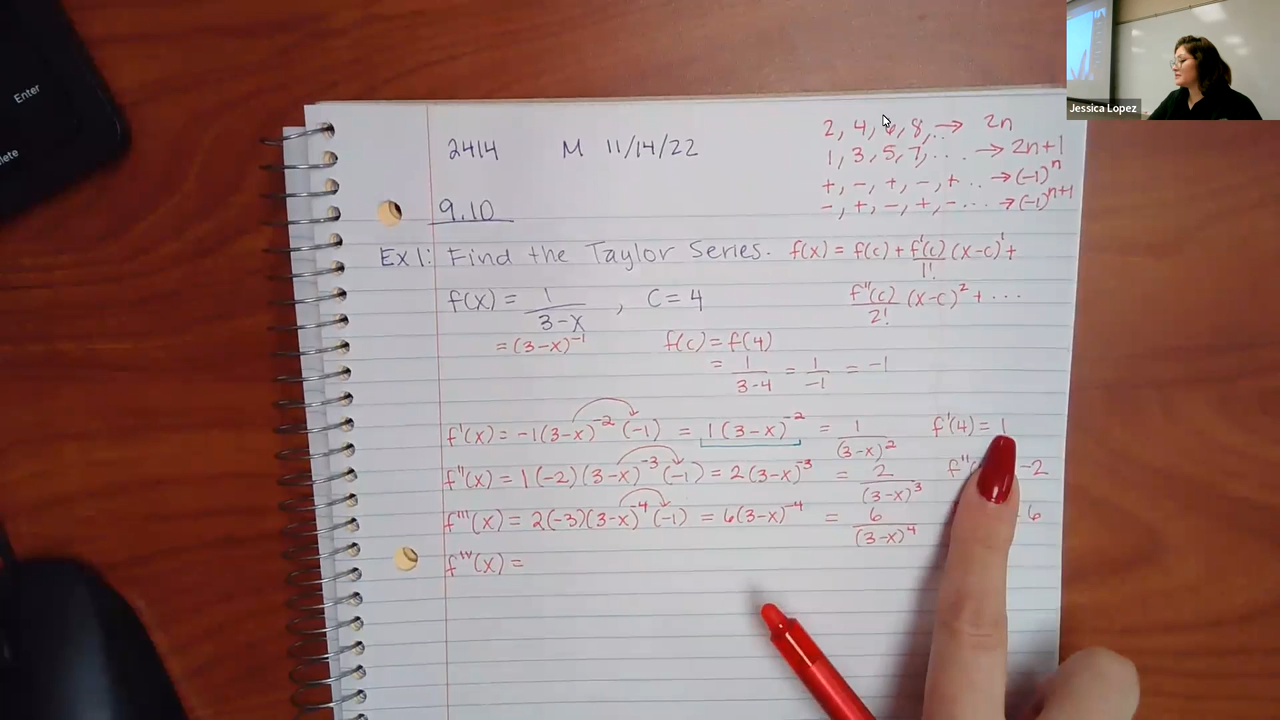 Enter
lete
Jessica Lopez
2414 M 11/14/22
2, 4, 6, 8, ... → 2n
1, 3, 5, 7, ... → 2n+1
+, -, +, -, + ... → (-1)^n
-, +, -, +, - ... → (-1)^{n+1}
9.10
Ex 1: Find the Taylor Series. f(x) = f(c) + f'(c)/1! (x-c)^1 +
f''(c)/2! (x-c)^2 + ...
f(x) = 1/(3-x) , C = 4
= (3-x)^{-1}
f(c) = f(4)
= 1/(3-4) = 1/(-1) = -1
f'(x) = -1(3-x)^{-2}(-1) = 1(3-x)^{-2} = 1/(3-x)^2 f'(4) = 1
f''(x) = 1(-2)(3-x)^{-3}(-1) = 2(3-x)^{-3} = 2/(3-x)^3 f'' -2
f'''(x) = 2(-3)(3-x)^{-4}(-1) = 6(3-x)^{-4} = 6/(3-x)^4 6
f^{IV}(x) =